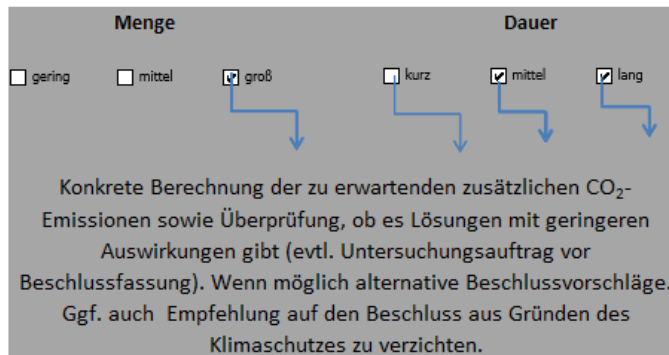 Menge Dauer
gering mittel groß kurz mittel lang
Konkrete Berechnung der zu erwartenden zusätzlichen CO₂-
Emissionen sowie Überprüfung, ob es Lösungen mit geringeren
Auswirkungen gibt (evtl. Untersuchungsauftrag vor
Beschlussfassung). Wenn möglich alternative Beschlussvorschläge.
Ggf. auch Empfehlung auf den Beschluss aus Gründen des
Klimaschutzes zu verzichten.